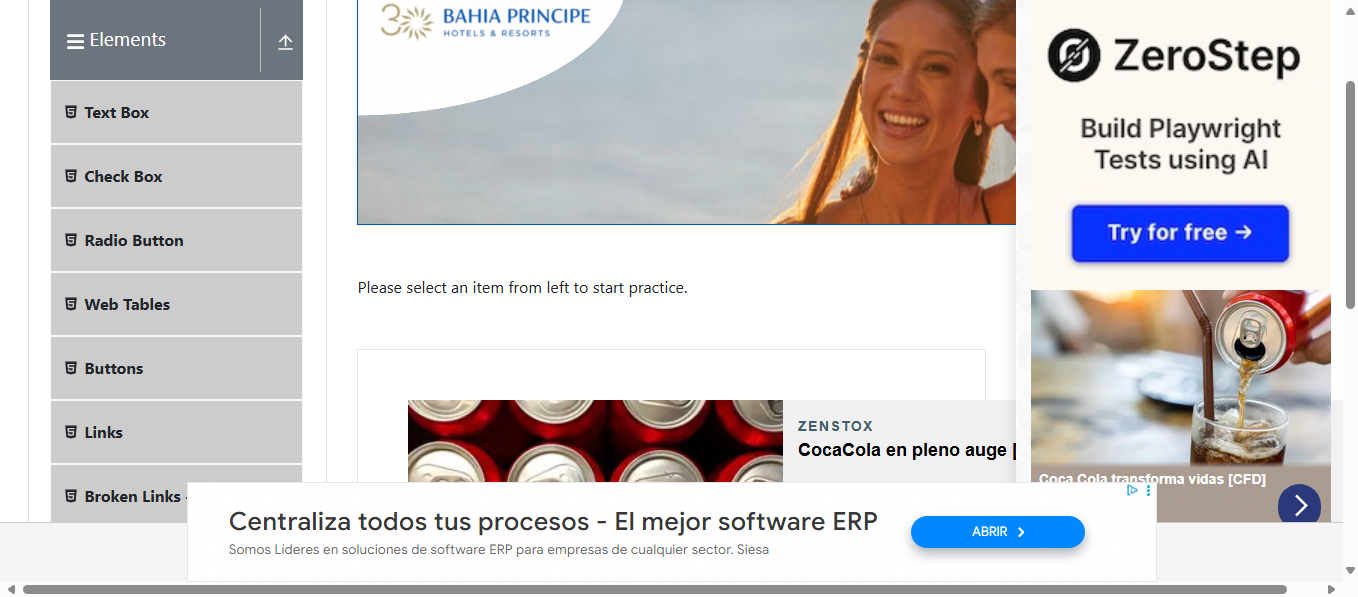 Elements
Text Box
Check Box
Radio Button
Web Tables
Buttons
Links
Broken Links -
30 BAHIA PRINCIPE
HOTELS & RESORTS
Please select an item from left to start practice.
ZENSTOX
CocaCola en pleno auge [
ZeroStep
Build Playwright
Tests using AI
Try for free →
Coca Cola transforma vidas [CFD]
Centraliza todos tus procesos - El mejor software ERP
Somos Líderes en soluciones de software ERP para empresas de cualquier sector. Siesa
ABRIR